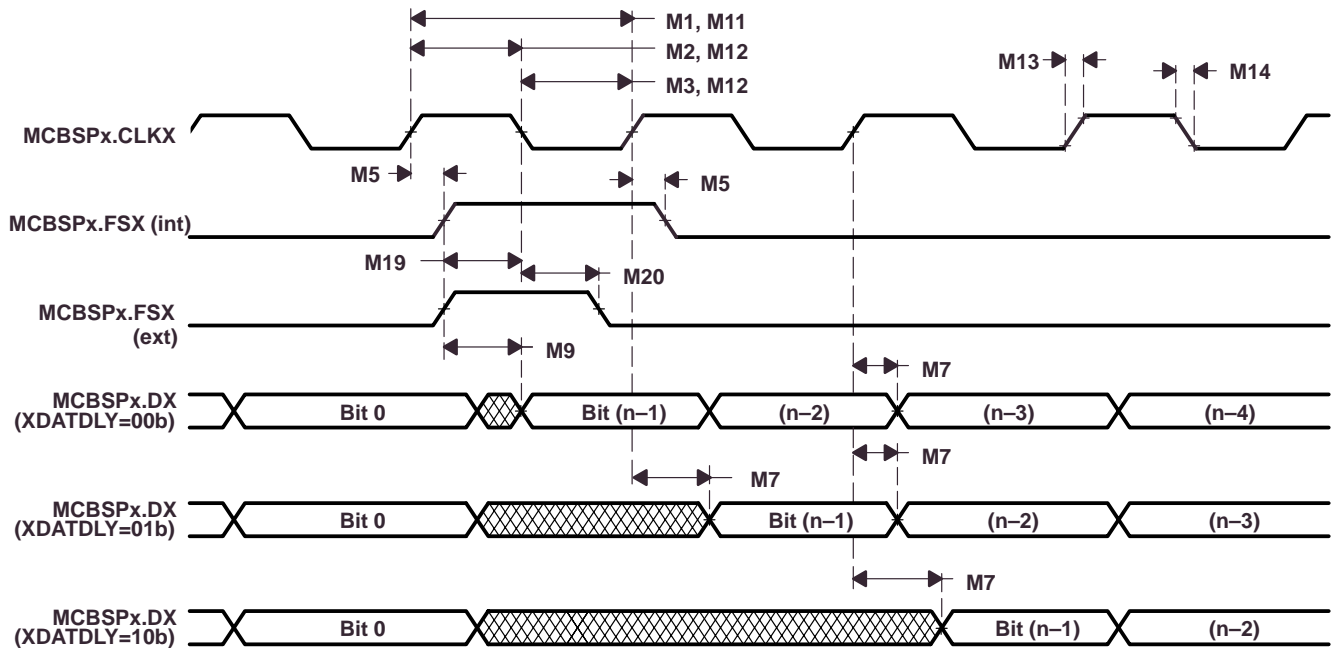 M1, M11
M2, M12
M3, M12
M13
M14
MCBSPx.CLKX
M5
M5
MCBSPx.FSX (int)
M19
M20
MCBSPx.FSX
(ext)
M9
M7
MCBSPx.DX
(XDATDLY=00b)
Bit 0
Bit (n–1)
(n–2)
(n–3)
(n–4)
M7
M7
MCBSPx.DX
(XDATDLY=01b)
Bit 0
Bit (n–1)
(n–2)
(n–3)
M7
MCBSPx.DX
(XDATDLY=10b)
Bit 0
Bit (n–1)
(n–2)